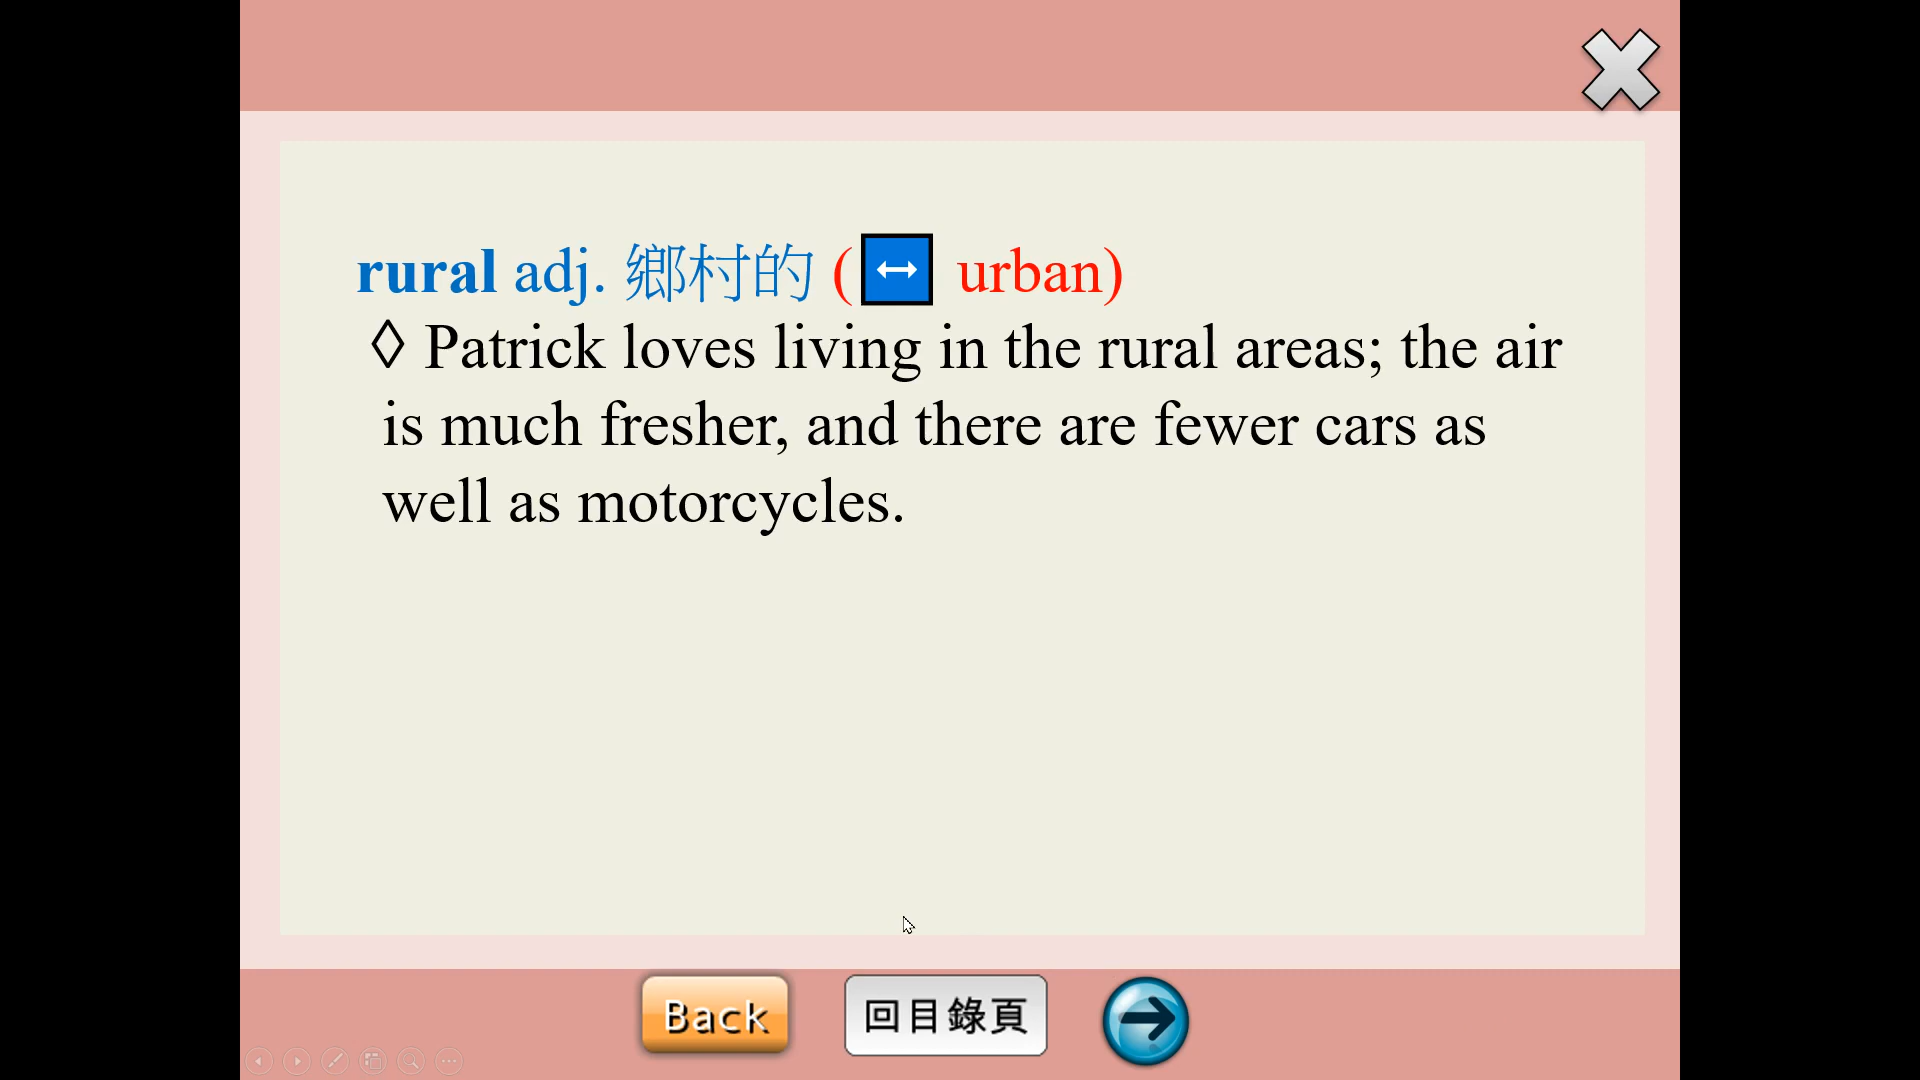 rural adj. 鄉村的 (↔ urban)
◊ Patrick loves living in the rural areas; the air
is much fresher, and there are fewer cars as
well as motorcycles.
Back
回目錄頁